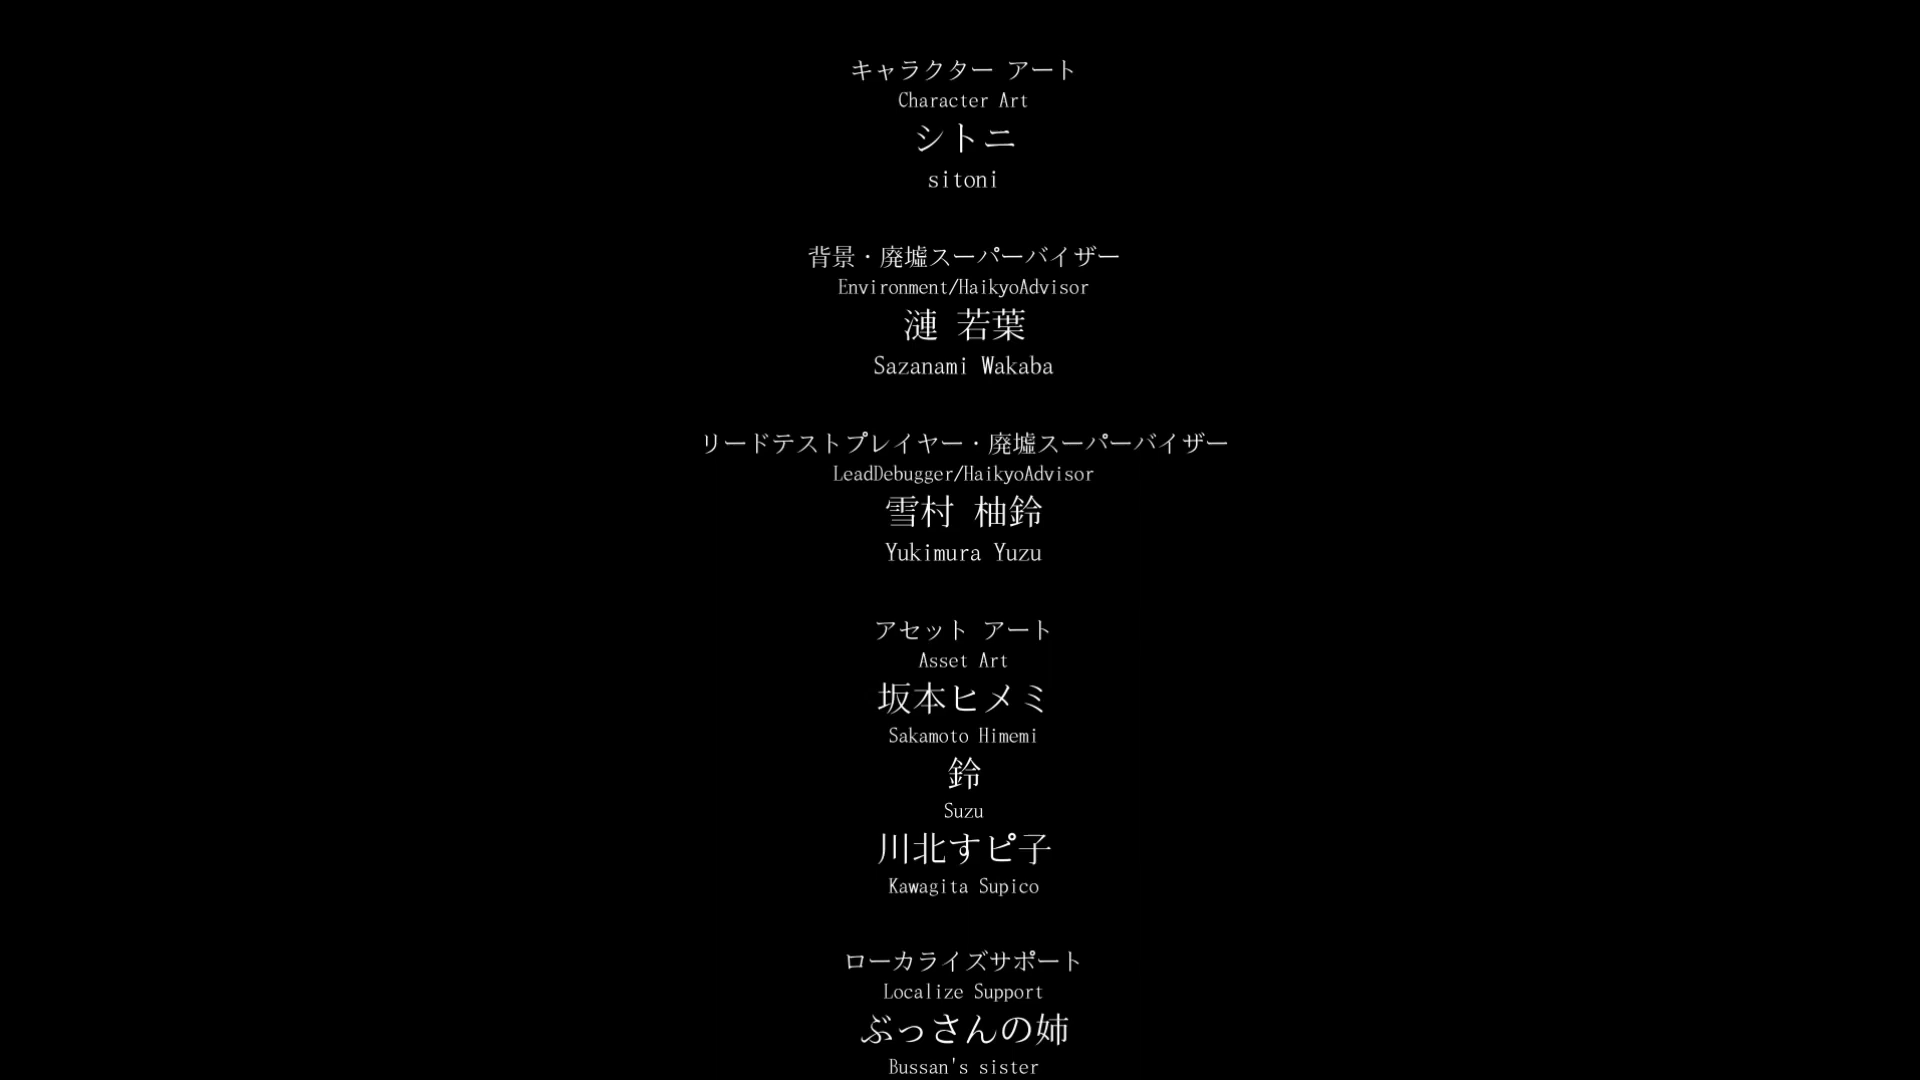 キャラクター アート
Character Art
シトニ
sitoni
背景・廃墟スーパーバイザー
Environment/HaikyoAdvisor
漣 若葉
Sazanami Wakaba
リードテストプレイヤー・廃墟スーパーバイザー
LeadDebugger/HaikyoAdvisor
雪村 柚鈴
Yukimura Yuzu
アセット アート
Asset Art
坂本ヒメミ
Sakamoto Himemi
鈴
Suzu
川北すピ子
Kawagita Supico
ローカライズサポート
Localize Support
ぶっさんの姉
Bussan's sister